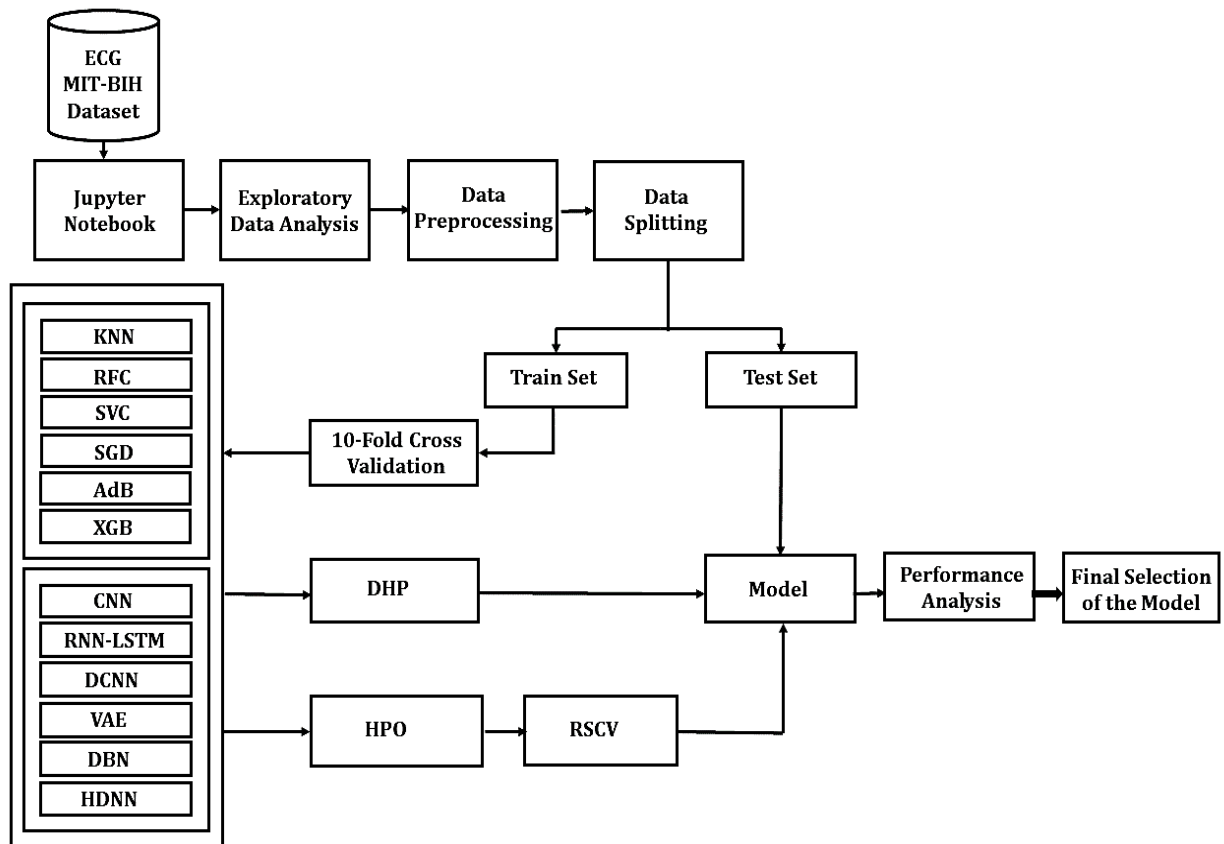 ECG
MIT-BIH
Dataset
Jupyter
Notebook
Exploratory
Data Analysis
Data
Preprocessing
Data
Splitting
Train Set
Test Set
10-Fold Cross
Validation
KNN
RFC
SVC
SGD
AdB
XGB
CNN
RNN-LSTM
DCNN
VAE
DBN
HDNN
DHP
HPO
RSCV
Model
Performance
Analysis
Final Selection
of the Model